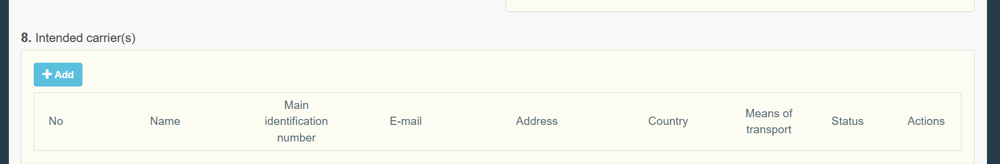 8. Intended carrier(s)
Add
No Name Main identification number E-mail Address Country Means of transport Status Actions